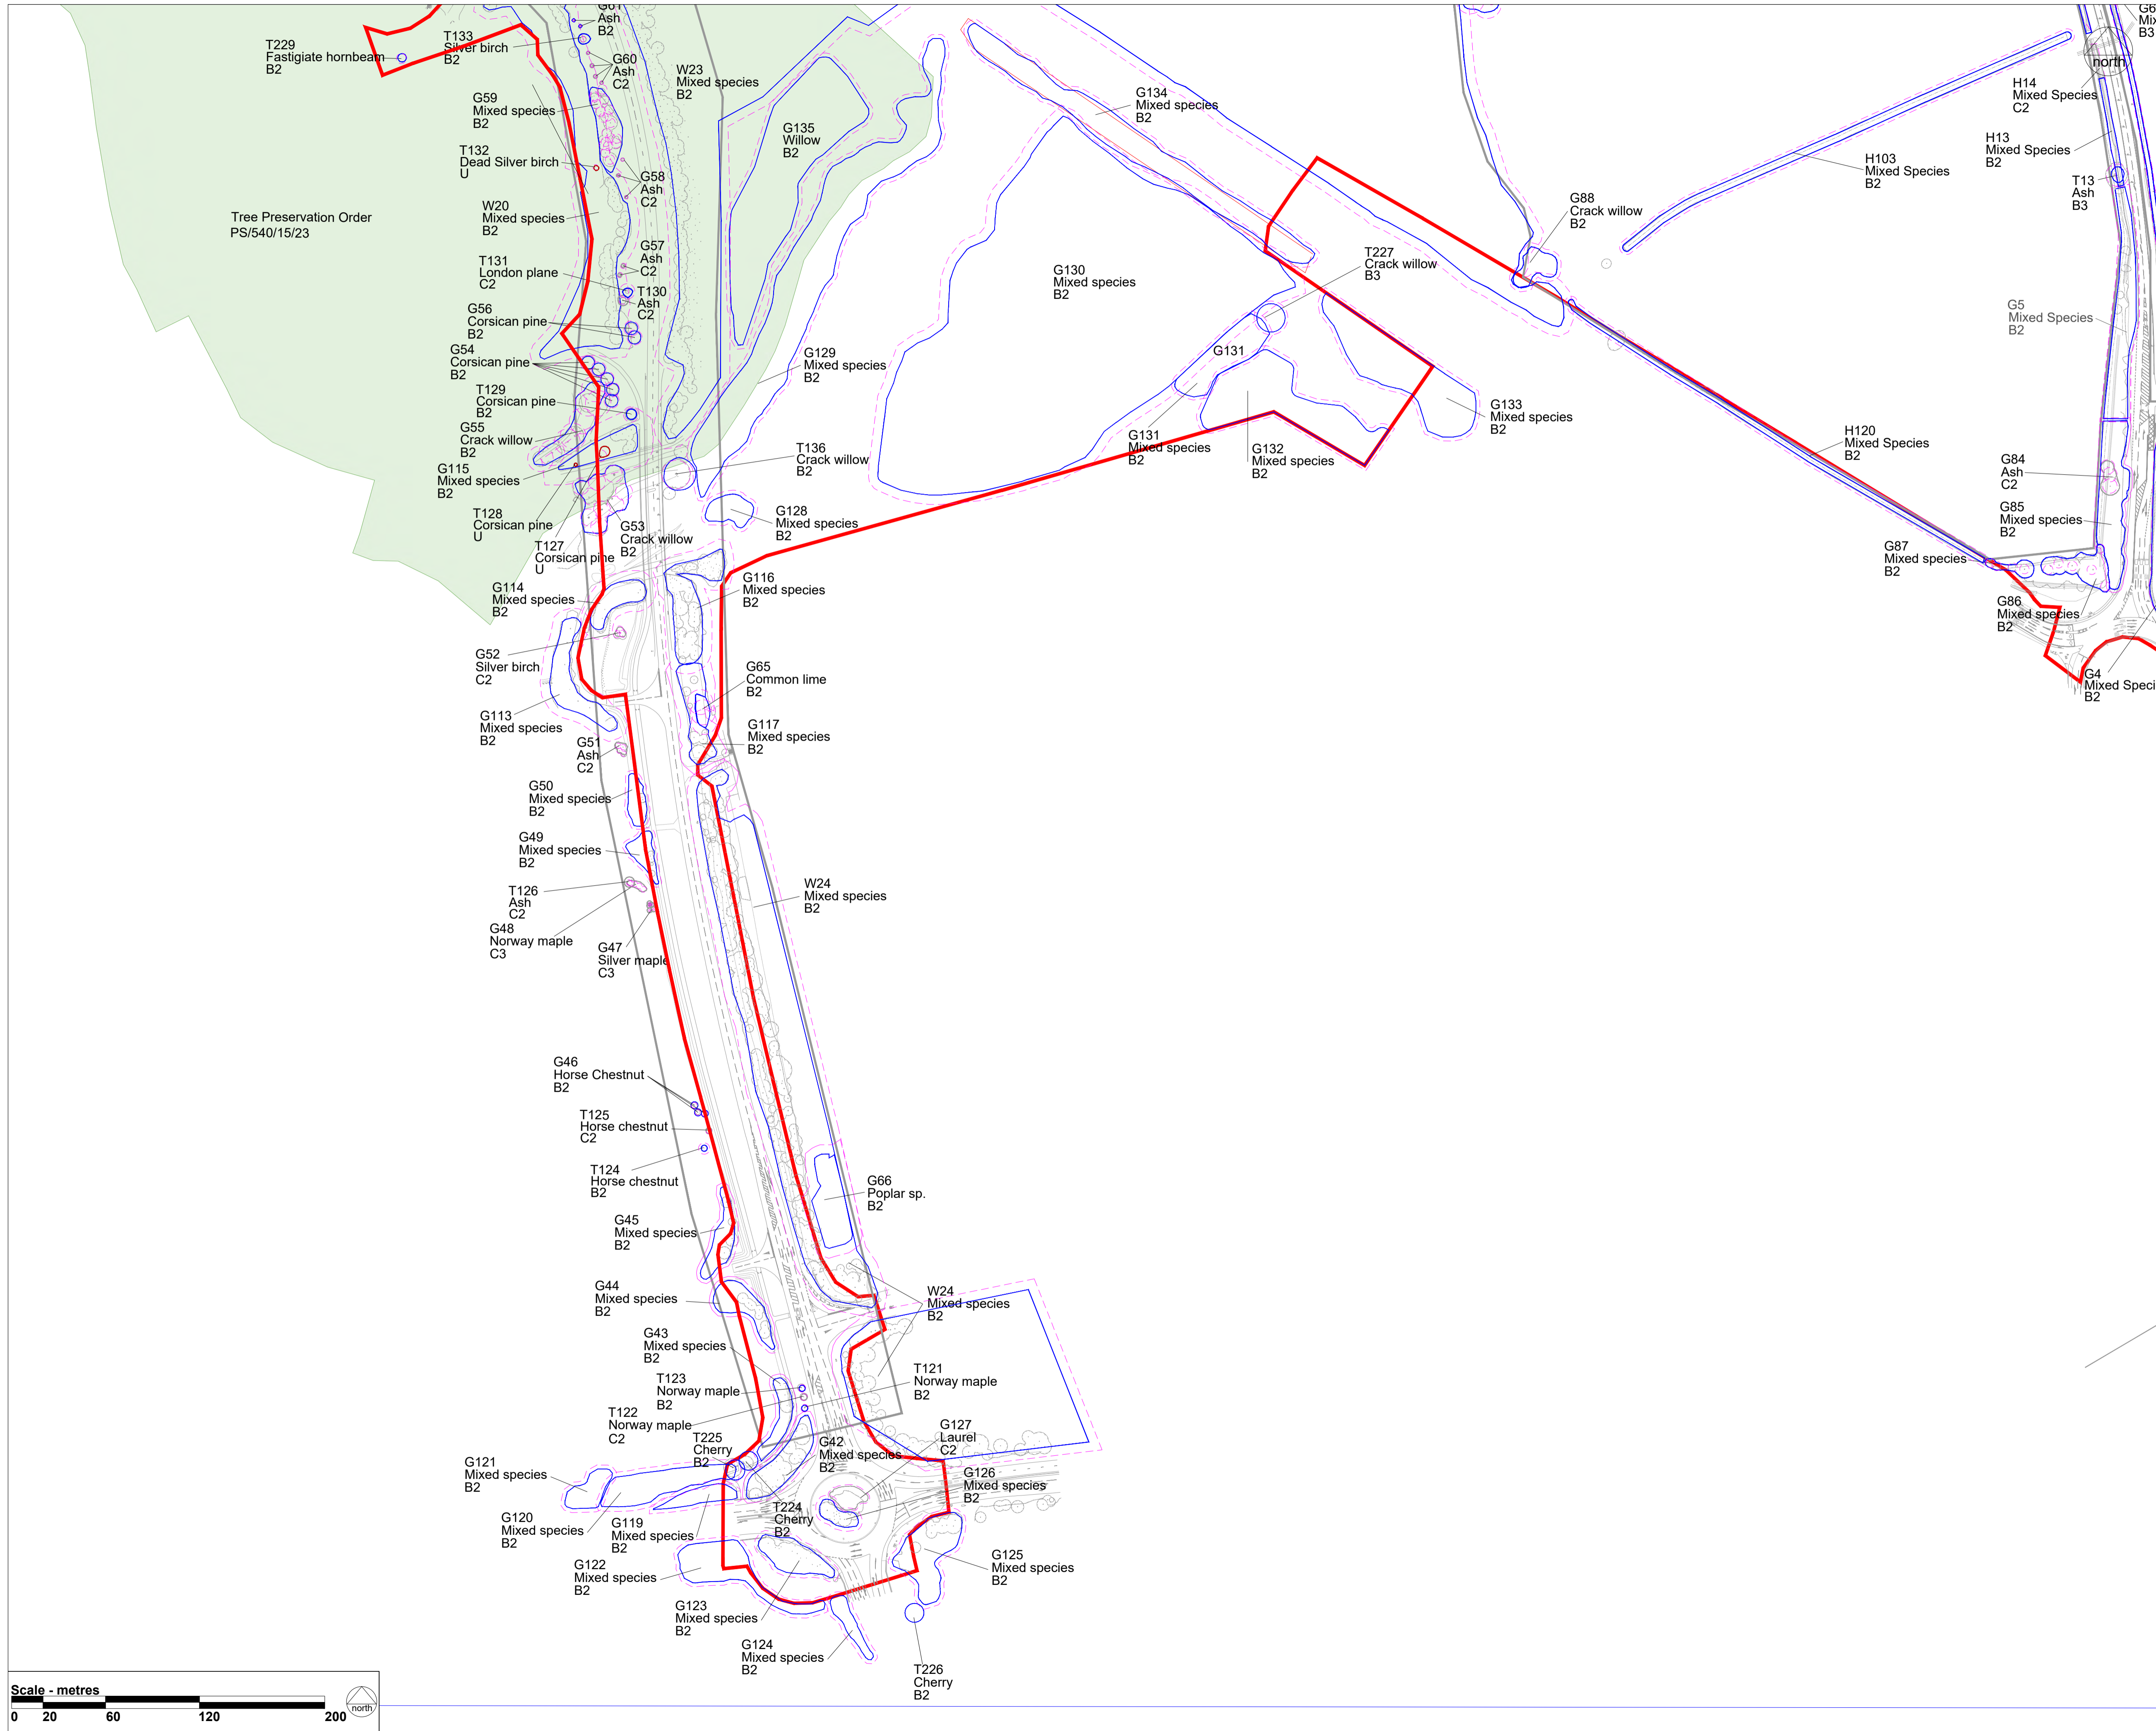 G61
Ash
B2
T229
Fastigiate hornbeam
B2
T133
Silver birch
B2
G60
Ash
C2
W23
Mixed species
B2
G59
Mixed species
B2
G135
Willow
B2
G134
Mixed species
B2
T132
Dead Silver birch
U
G58
Ash
C2
W20
Mixed species
B2
Tree Preservation Order
PS/540/15/23
G57
Ash
C2
T131
London plane
C2
T130
Ash
C2
G56
Corsican pine
B2
G54
Corsican pine
B2
T129
Corsican pine
B2
G55
Crack willow
B2
G115
Mixed species
B2
T128
Corsican pine
U
T127
Corsican pine
U
G53
Crack willow
B2
G129
Mixed species
B2
T136
Crack willow
B2
G128
Mixed species
B2
G130
Mixed species
B2
T227
Crack willow
B3
G131
G131
Mixed species
B2
G132
Mixed species
B2
G133
Mixed species
B2
G88
Crack willow
B2
H103
Mixed Species
B2
north
H14
Mixed Species
C2
H13
Mixed Species
B2
T13
Ash
B3
G5
Mixed Species
B2
H120
Mixed Species
B2
G84
Ash
C2
G85
Mixed species
B2
G87
Mixed species
B2
G86
Mixed species
B2
G4
Mixed Speci
B2
G6
Mix
B3
G114
Mixed species
B2
G116
Mixed species
B2
G52
Silver birch
C2
G65
Common lime
B2
G113
Mixed species
B2
G117
Mixed species
B2
G51
Ash
C2
G50
Mixed species
B2
G49
Mixed species
B2
T126
Ash
C2
G48
Norway maple
C3
G47
Silver maple
C3
W24
Mixed species
B2
G46
Horse Chestnut
B2
T125
Horse chestnut
C2
T124
Horse chestnut
B2
G66
Poplar sp.
B2
G45
Mixed species
B2
G44
Mixed species
B2
W24
Mixed species
B2
G43
Mixed species
B2
T123
Norway maple
B2
T121
Norway maple
B2
T122
Norway maple
C2
T225
Cherry
B2
G42
Mixed species
B2
G127
Laurel
C2
G121
Mixed species
B2
G126
Mixed species
B2
G120
Mixed species
B2
G119
Mixed species
B2
T224
Cherry
B2
G122
Mixed species
B2
G125
Mixed species
B2
G123
Mixed species
B2
G124
Mixed species
B2
T226
Cherry
B2
Scale - metres
0 20 60 120 200
north